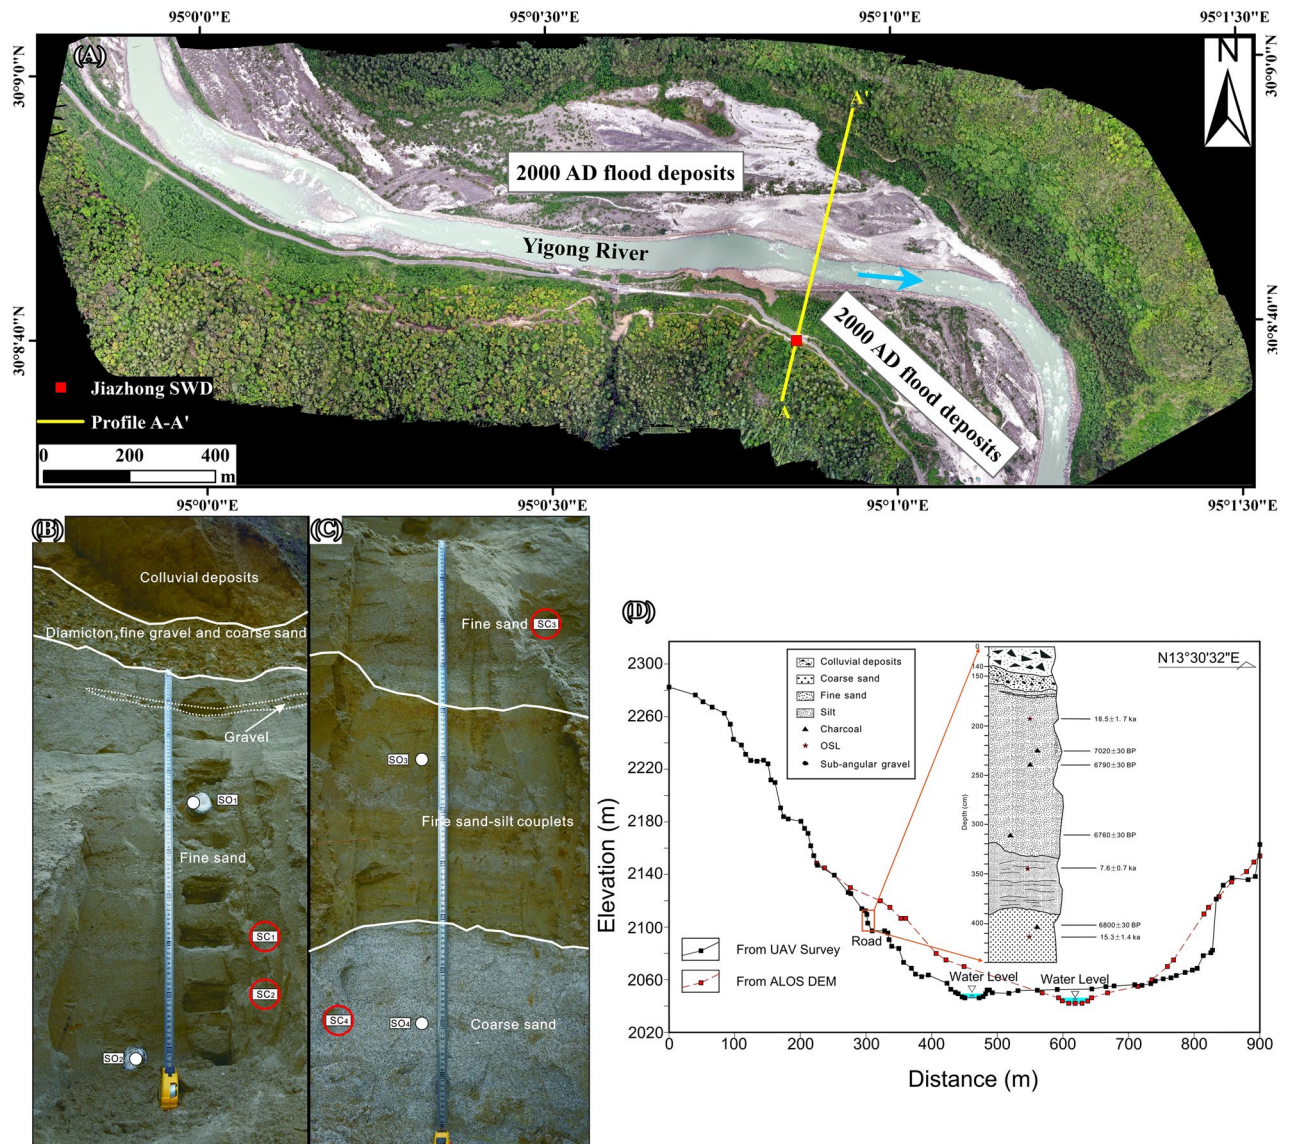 95°0'0"E 95°0'30"E 95°1'0"E 95°1'30"E
(A)
N
30°9'0"N
30°9'0"N
A'
2000 AD flood deposits
Yigong River
30°8'40"N
30°8'40"N
2000 AD flood deposits
Jiazhong SWD
A
Profile A-A'
0 200 400
m
95°0'0"E 95°0'30"E 95°1'0"E 95°1'30"E
(B)
Colluvial deposits
Diamicton,fine gravel and coarse sand
Gravel
SO1
Fine sand
SC1
SC2
SO2
(C)
Fine sand
SC3
SO3
Fine sand-silt couplets
SC4
SO4
Coarse sand
(D)
Elevation (m)
2300
2260
2220
2180
2140
2100
2060
2020
0 100 200 300 400 500 600 700 800 900
Distance (m)
Colluvial deposits
Coarse sand
Fine sand
Silt
Charcoal
OSL
Sub-angular gravel
N13°30'32"E
Depth (cm)
0
140
150
200
250
300
350
400
18.5±1.7 ka
7020±30 BP
6790±30 BP
6760±30 BP
7.6±0.7 ka
6800±30 BP
15.3±1.4 ka
Road
From UAV Survey
From ALOS DEM
Water Level
Water Level